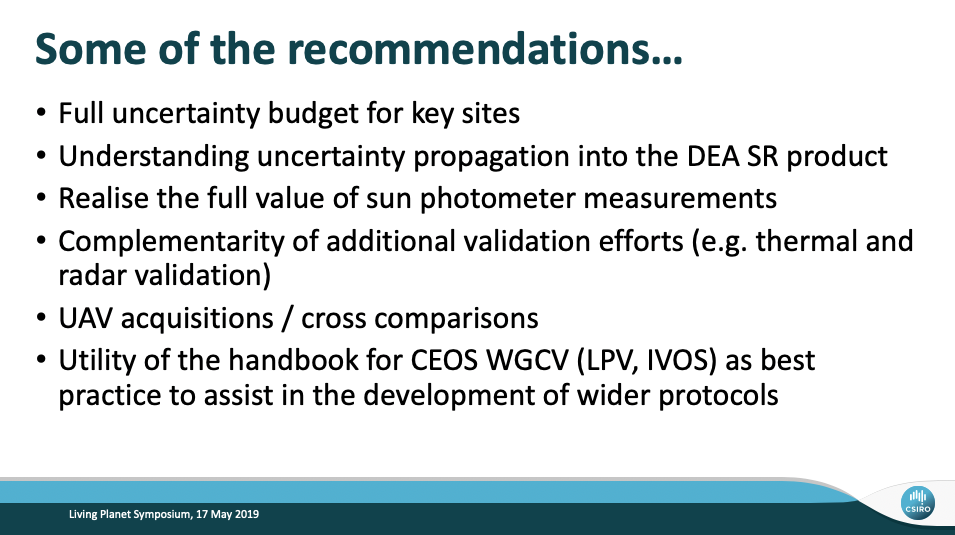 Some of the recommendations...
• Full uncertainty budget for key sites
• Understanding uncertainty propagation into the DEA SR product
• Realise the full value of sun photometer measurements
• Complementarity of additional validation efforts (e.g. thermal and
radar validation)
• UAV acquisitions / cross comparisons
• Utility of the handbook for CEOS WGCV (LPV, IVOS) as best
practice to assist in the development of wider protocols
Living Planet Symposium, 17 May 2019
CSIRO